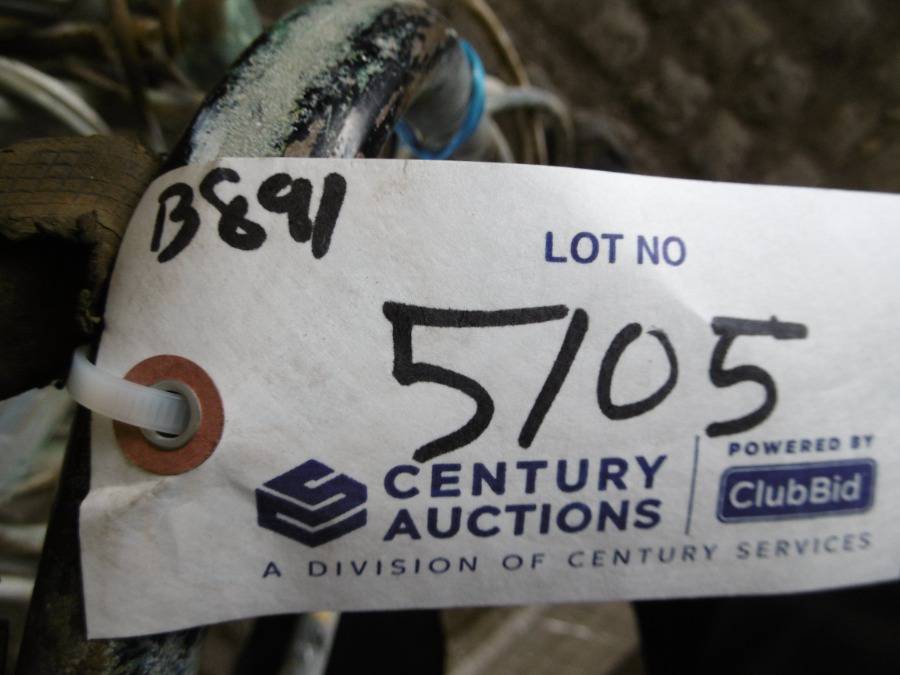 B891
LOT NO
5105
CENTURY
AUCTIONS
A DIVISION OF CENTURY SERVICES
POWERED BY
ClubBid